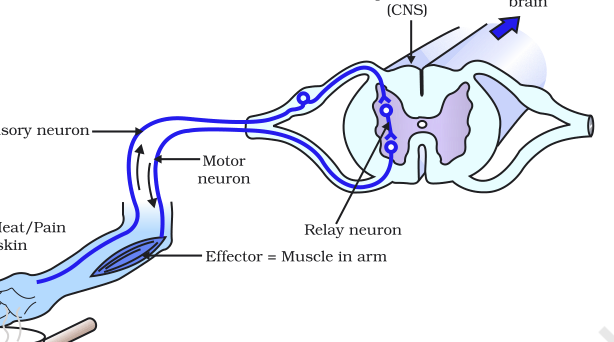 brain
(CNS)
sory neuron
Motor
neuron
Relay neuron
Heat/Pain
skin
Effector = Muscle in arm